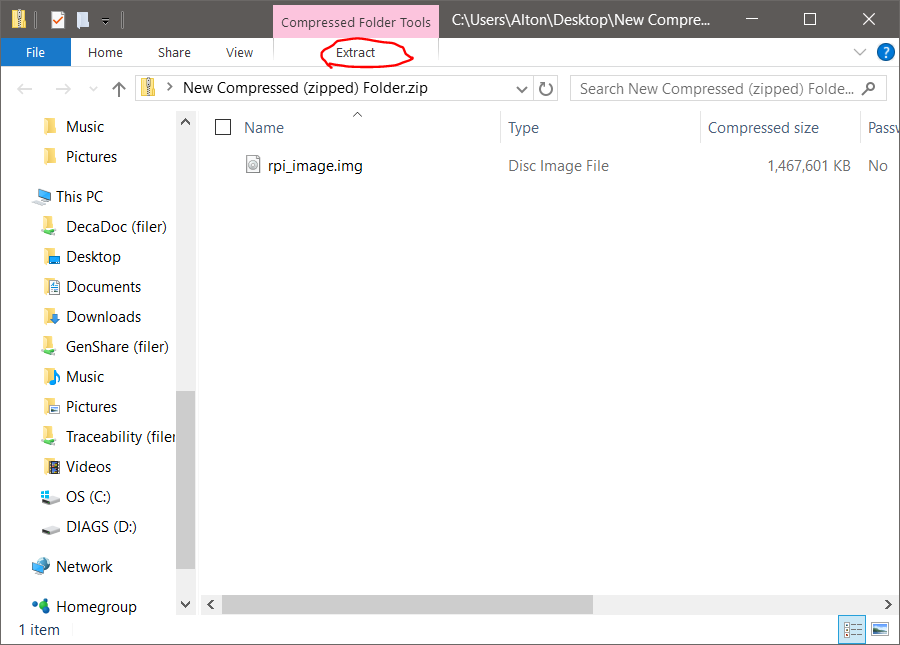 Compressed Folder Tools
C:\Users\Alton\Desktop\New Compre...
File
Home
Share
View
Extract
?
New Compressed (zipped) Folder.zip
Search New Compressed (zipped) Folde...
Music
Pictures
This PC
DecaDoc (filer)
Desktop
Documents
Downloads
GenShare (filer)
Music
Pictures
Traceability (filer
Videos
OS (C:)
DIAGS (D:)
Network
Homegroup
Name
Type
Compressed size
Passw
rpi_image.img
Disc Image File
1,467,601 KB
No
1 item